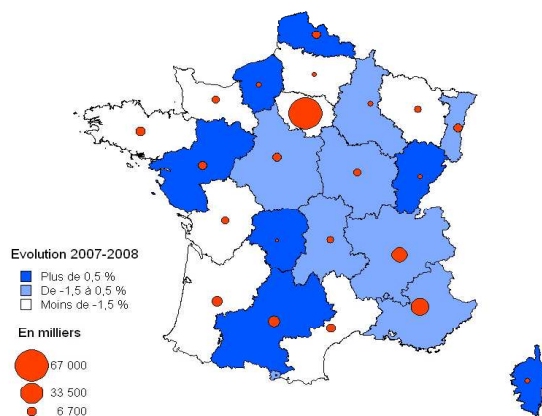 Evolution 2007-2008
Plus de 0,5 %
De -1,5 à 0,5 %
Moins de -1,5 %
En milliers
67 000
33 500
6 700